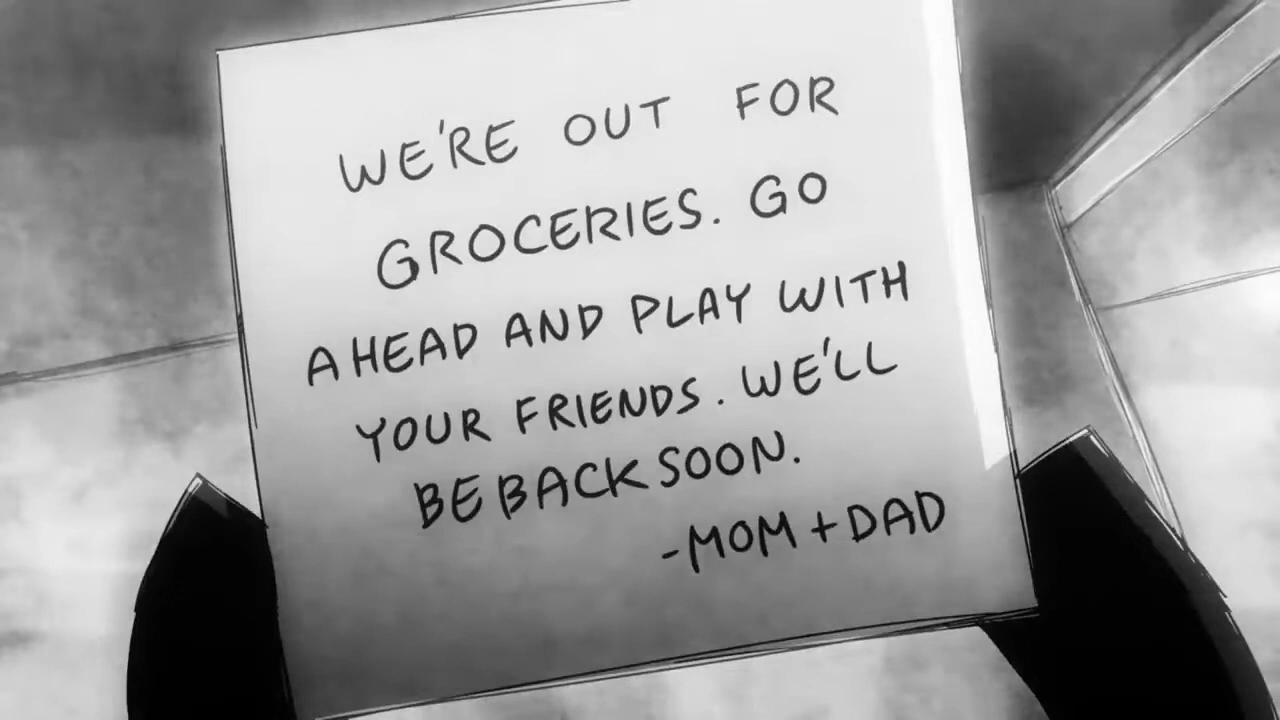 WE'RE OUT FOR
GROCERIES. GO
AHEAD AND PLAY WITH
YOUR FRIENDS. WE'LL
BE BACK SOON.
-MOM + DAD